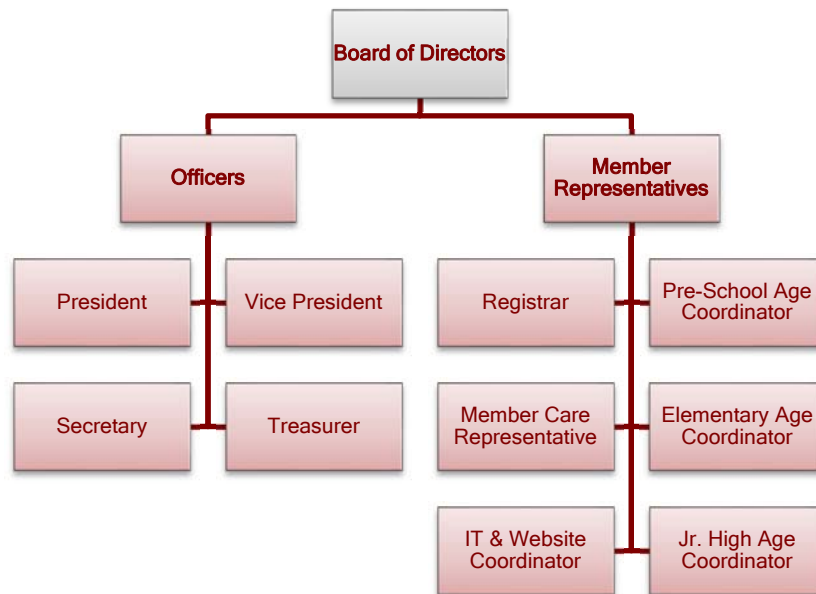 Board of Directors
Officers
Member
Representatives
President
Vice President
Registrar
Pre-School Age
Coordinator
Secretary
Treasurer
Member Care
Representative
Elementary Age
Coordinator
IT & Website
Coordinator
Jr. High Age
Coordinator